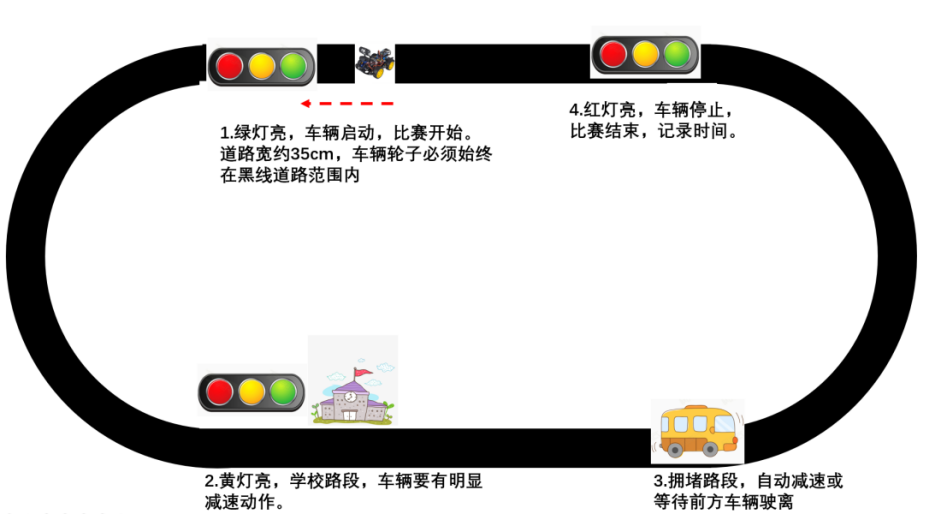 1.绿灯亮，车辆启动，比赛开始。
道路宽约35cm，车辆轮子必须始终
在黑线道路范围内
4.红灯亮，车辆停止，
比赛结束，记录时间。
2.黄灯亮，学校路段，车辆要有明显
减速动作。
3.拥堵路段，自动减速或
等待前方车辆驶离